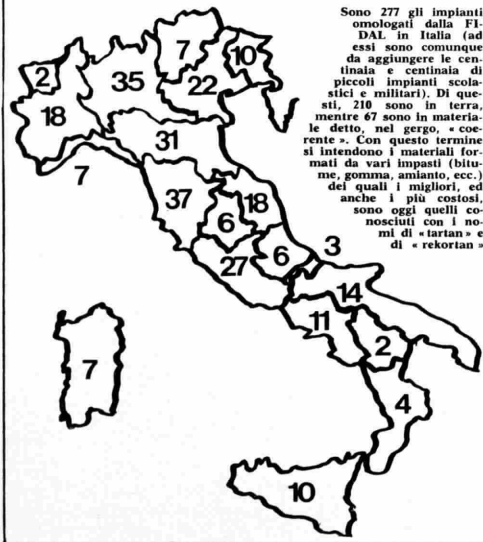 Sono 277 gli impianti
omologati dalla FI-
DAL in Italia (ad
essi sono comunque
da aggiungere le cen-
tinaia e centinaia di
piccoli impianti scola-
stici e militari). Di que-
sti, 210 sono in terra,
mentre 67 sono in materia-
le detto, nel gergo, « coe-
rente ». Con questo termine
si intendono i materiali for-
mati da vari impasti (bitu-
me, gomma, amianto, ecc.)
dei quali i migliori, ed
anche i più costosi,
sono oggi quelli co-
nosciuti con i no-
mi di « tartan » e
di « rekortan »
7
10
2
35
22
18
31
7
37
18
6
6
3
27
14
11
2
7
4
10